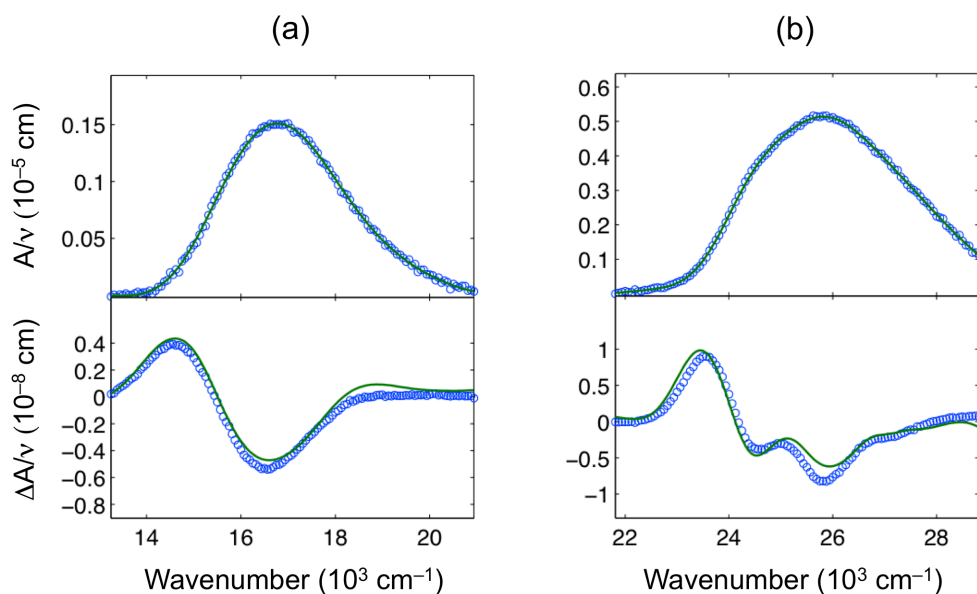 (a)
(b)
A/ν (10⁻⁵ cm)
0.15
0.1
0.05
0.6
0.5
0.4
0.3
0.2
0.1
ΔA/ν (10⁻⁸ cm)
0.4
0.2
0
−0.2
−0.4
−0.6
−0.8
1
0.5
0
−0.5
−1
14 16 18 20
22 24 26 28
Wavenumber (10³ cm⁻¹)
Wavenumber (10³ cm⁻¹)